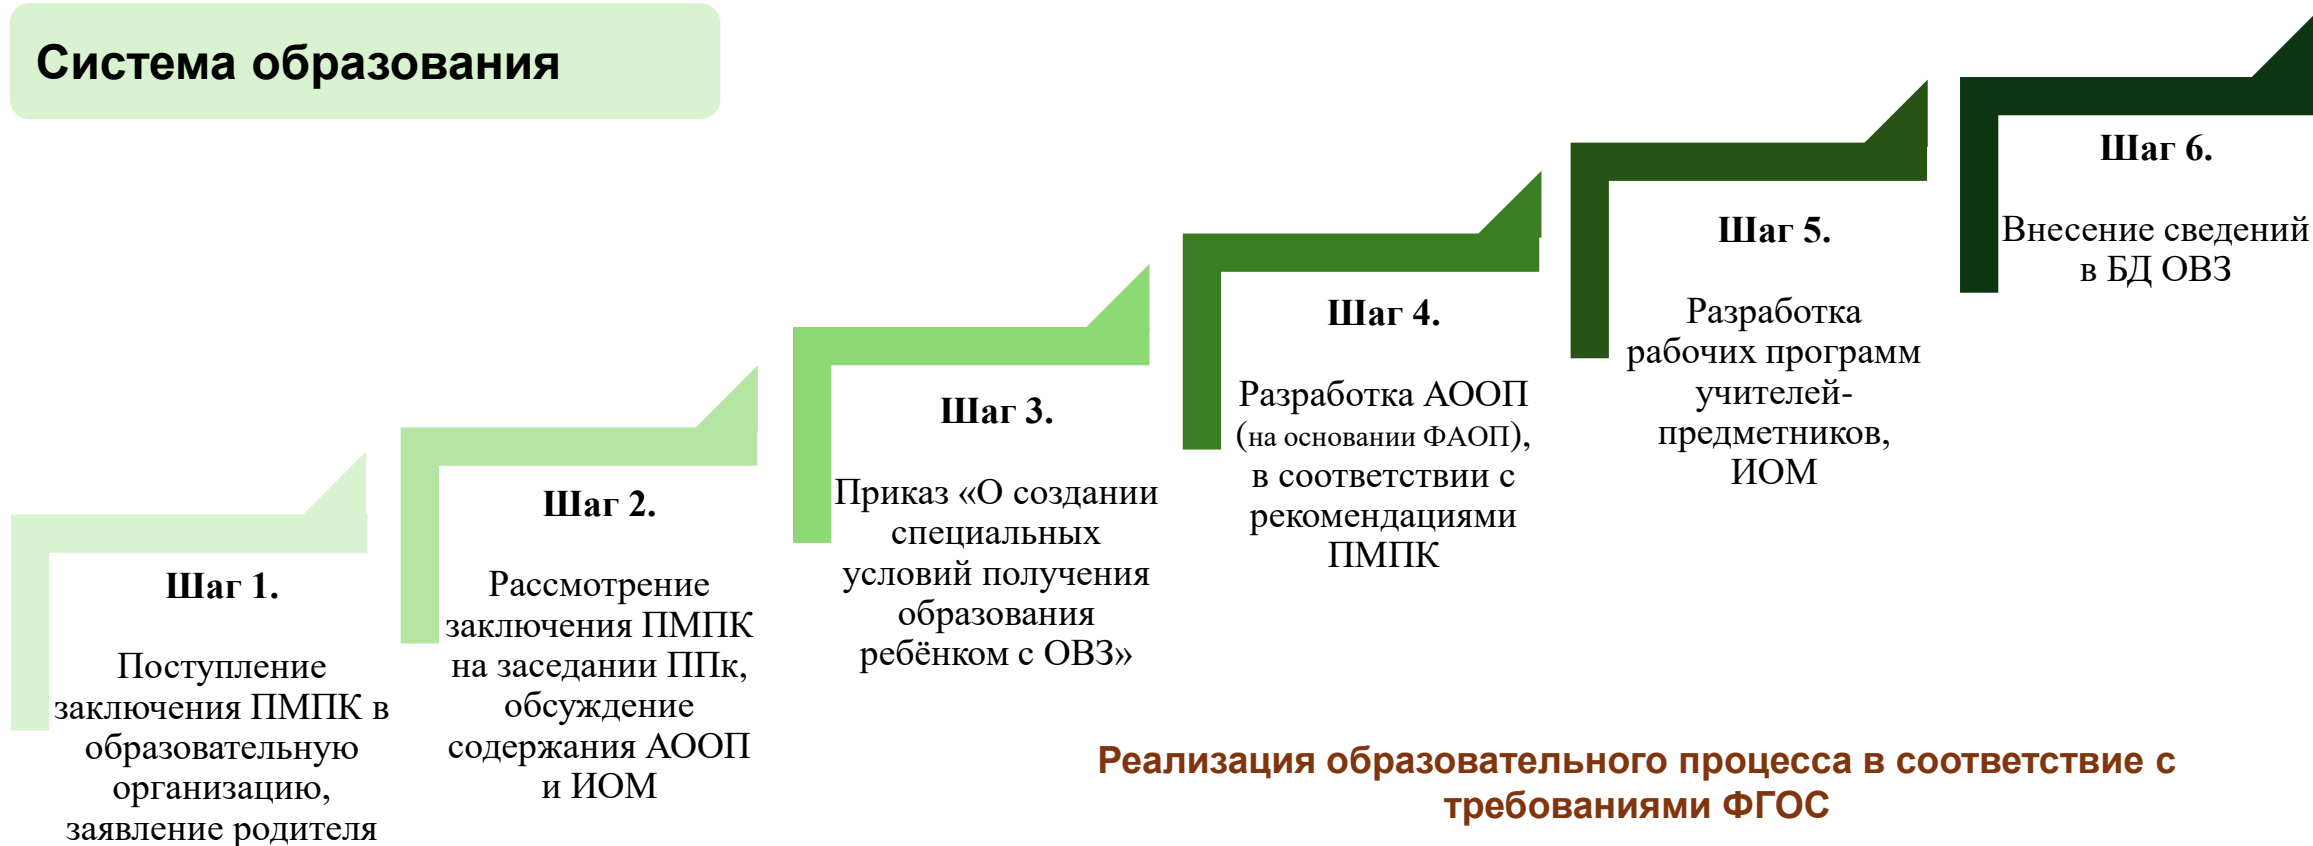 Система образования
Шаг 1.
Поступление
заключения ПМПК в
образовательную
организацию,
заявление родителя
Шаг 2.
Рассмотрение
заключения ПМПК
на заседании ППк,
обсуждение
содержания АООП
и ИОМ
Шаг 3.
Приказ «О создании
специальных
условий получения
образования
ребёнком с ОВЗ»
Шаг 4.
Разработка АООП
(на основании ФАОП),
в соответствии с
рекомендациями
ПМПК
Шаг 5.
Разработка
рабочих программ
учителей-
предметников,
ИОМ
Шаг 6.
Внесение сведений
в БД ОВЗ
Реализация образовательного процесса в соответствие с
требованиями ФГОС